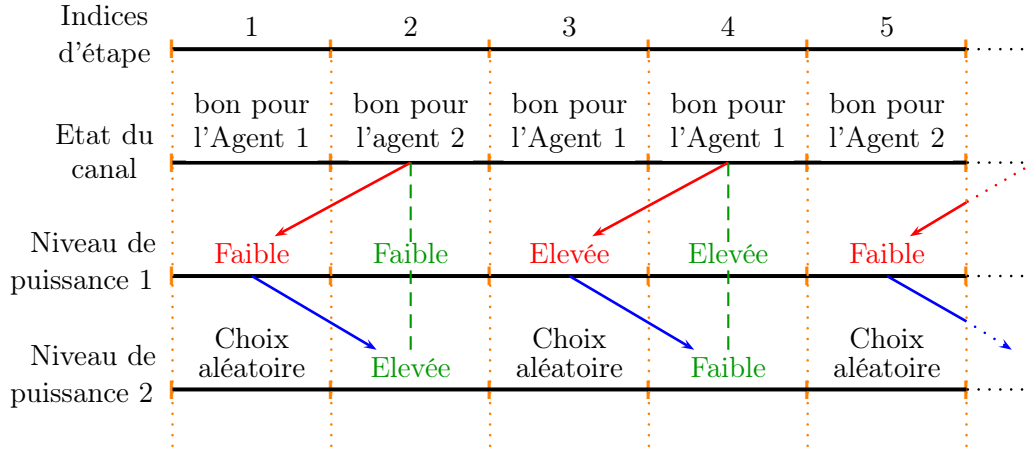 Indices
d'étape
1 2 3 4 5
Etat du
canal
bon pour
l'Agent 1
bon pour
l'agent 2
bon pour
l'Agent 1
bon pour
l'Agent 1
bon pour
l'Agent 2
Niveau de
puissance 1
Faible Faible Elevée Elevée Faible
Niveau de
puissance 2
Choix
aléatoire
Elevée
Choix
aléatoire
Faible
Choix
aléatoire